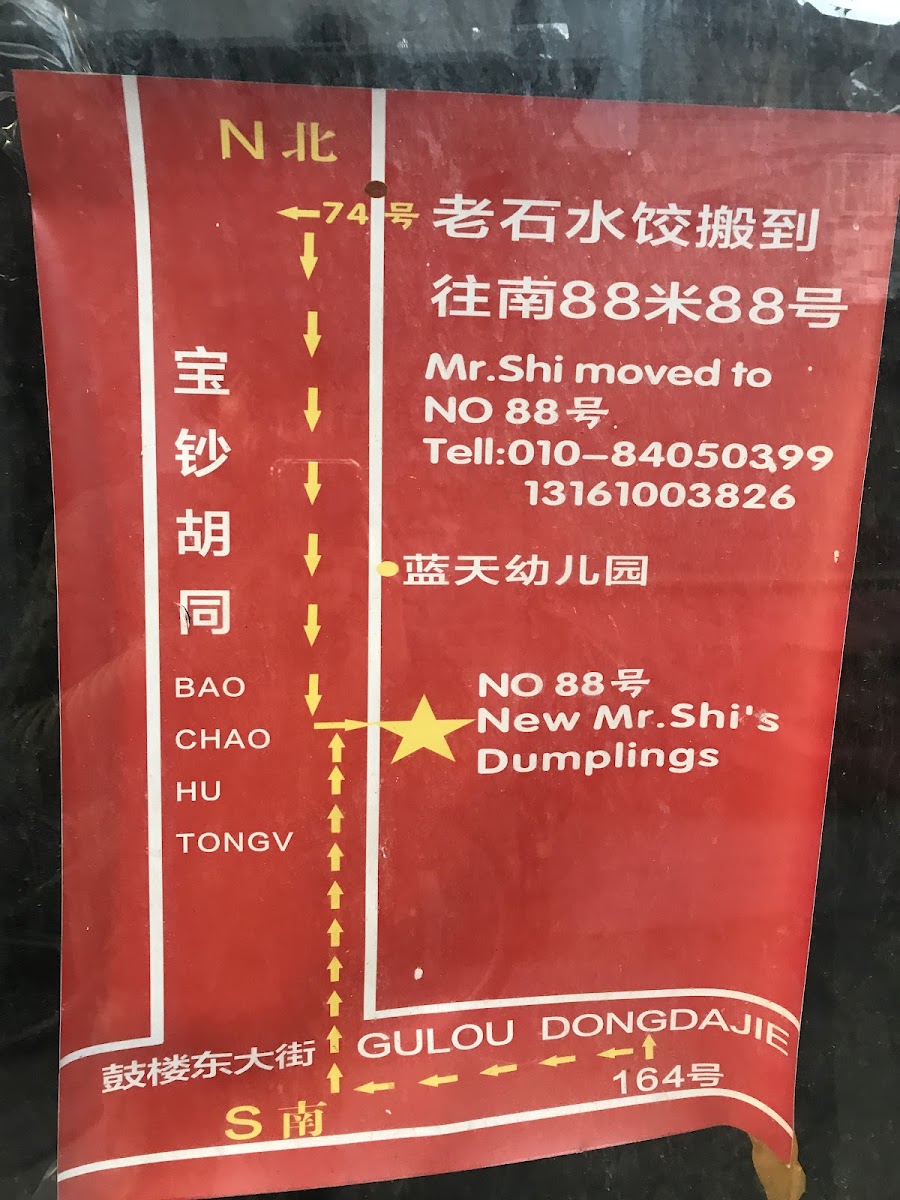 N 北
74号
老石水饺搬到
往南88米88号
Mr.Shi moved to
NO 88号
Tell:010-84050399
13161003826
宝钞胡同
BAO
CHAO
HU
TONGV
蓝天幼儿园
NO 88号
New Mr.Shi's
Dumplings
鼓楼东大街 GULOU DONGDAJIE
164号
S 南